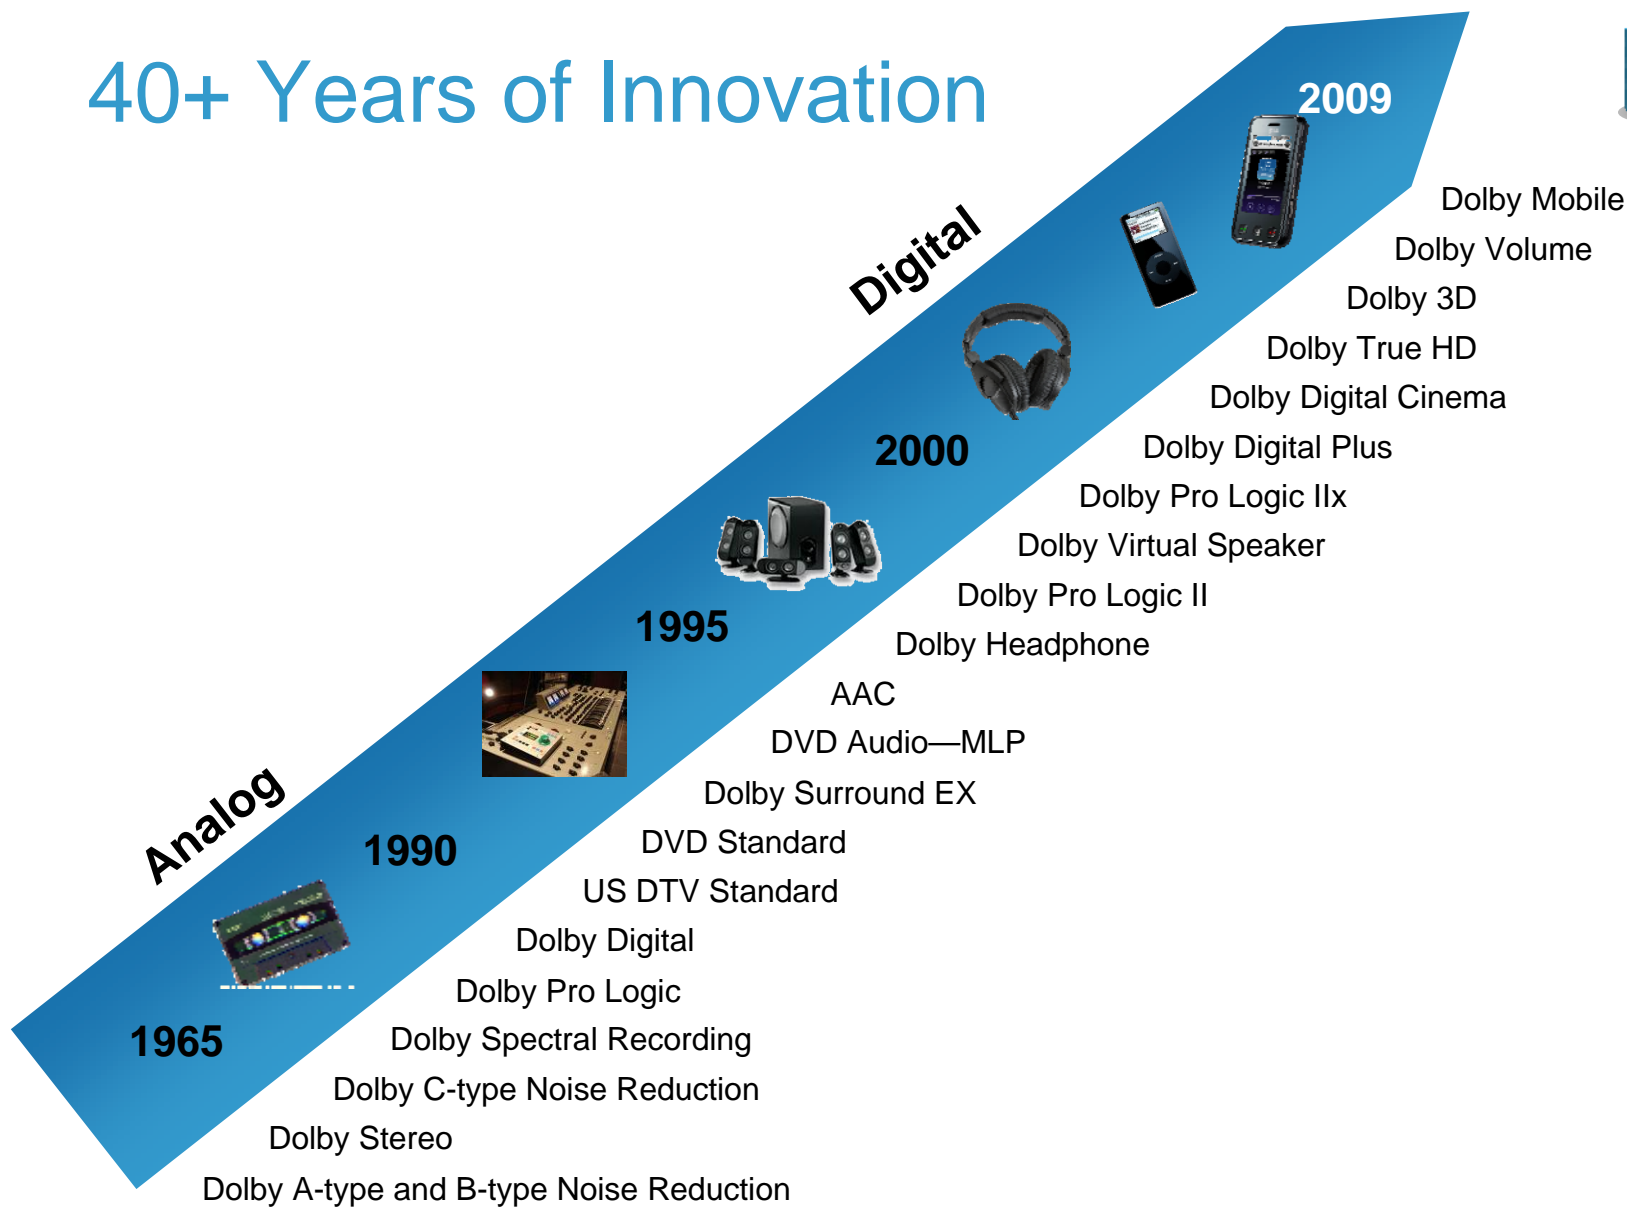 40+ Years of Innovation
2009
Dolby Mobile
Digital
Dolby Volume
Dolby 3D
Dolby True HD
Dolby Digital Cinema
2000
Dolby Digital Plus
Dolby Pro Logic IIx
Dolby Virtual Speaker
Dolby Pro Logic II
1995
Dolby Headphone
AAC
DVD Audio—MLP
Dolby Surround EX
Analog
1990
DVD Standard
US DTV Standard
Dolby Digital
Dolby Pro Logic
1965
Dolby Spectral Recording
Dolby C-type Noise Reduction
Dolby Stereo
Dolby A-type and B-type Noise Reduction